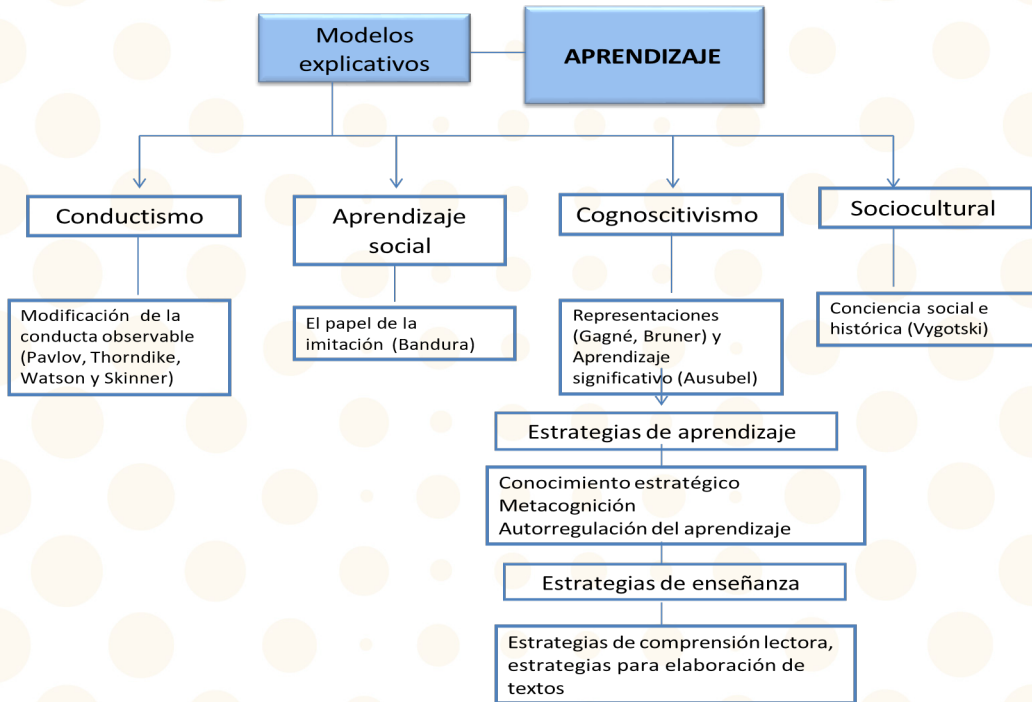 Modelos
explicativos
APRENDIZAJE
Conductismo
Aprendizaje
social
Cognoscitivismo
Sociocultural
Modificación de la
conducta observable
(Pavlov, Thorndike,
Watson y Skinner)
El papel de la
imitación (Bandura)
Representaciones
(Gagné, Bruner) y
Aprendizaje
significativo (Ausubel)
Conciencia social e
histórica (Vygotski)
Estrategias de aprendizaje
Conocimiento estratégico
Metacognición
Autorregulación del aprendizaje
Estrategias de enseñanza
Estrategias de comprensión lectora,
estrategias para elaboración de
textos